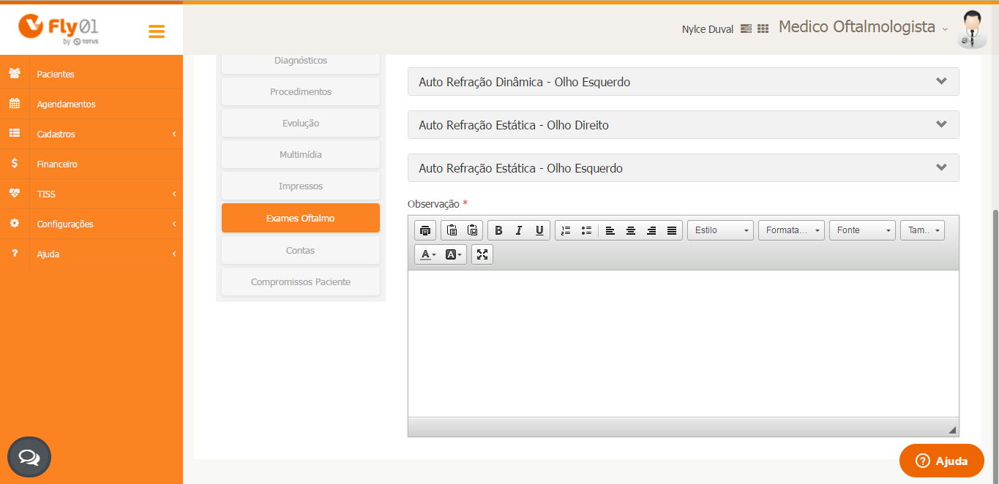 Fly01
by TOTVS
Nylce Duval
Medico Oftalmologista
Pacientes
Agendamentos
Cadastros
Financeiro
TISS
Configurações
Ajuda
Diagnósticos
Procedimentos
Evolução
Multimídia
Impressos
Exames Oftalmo
Contas
Compromissos Paciente
Auto Refração Dinâmica - Olho Esquerdo
Auto Refração Estática - Olho Direito
Auto Refração Estática - Olho Esquerdo
Observação *
B I U Estilo Formata... Fonte Tam...
A A
Ajuda